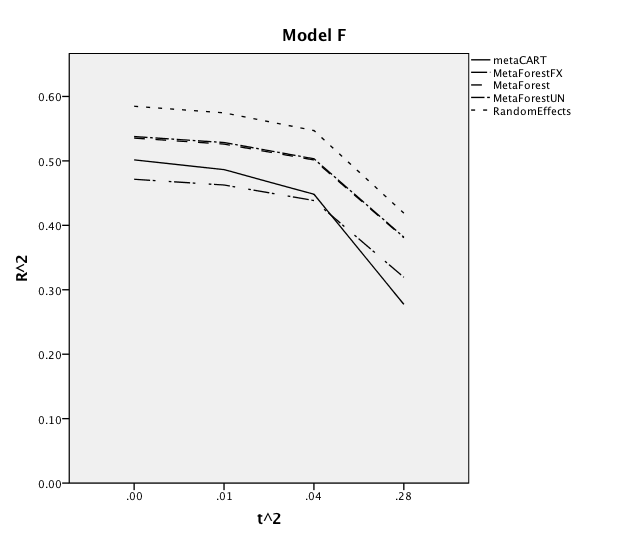 Model F
metaCART
MetaForestFX
MetaForest
MetaForestUN
RandomEffects
0.60
0.50
0.40
0.30
0.20
0.10
0.00
R^2
.00 .01 .04 .28
t^2